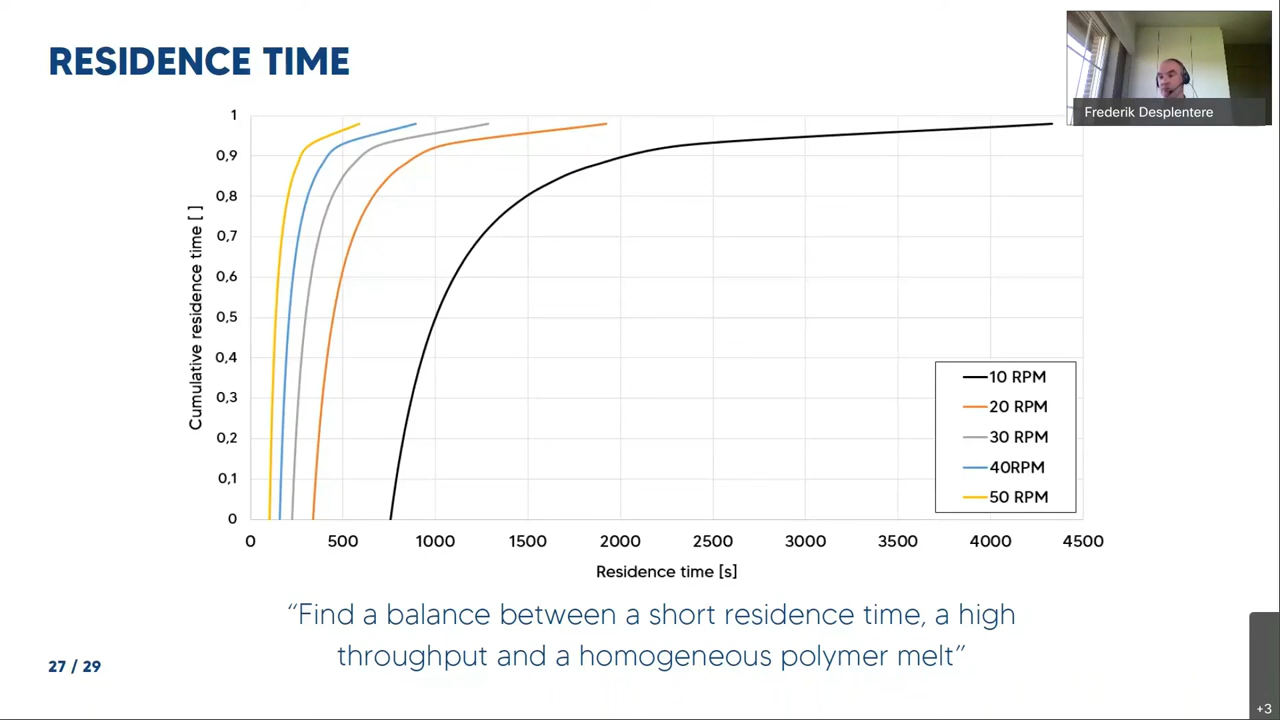 RESIDENCE TIME
Frederik Desplentere
1
0,9
0,8
0,7
0,6
0,5
0,4
0,3
0,2
0,1
0
Cumulative residence time [ ]
0 500 1000 1500 2000 2500 3000 3500 4000 4500
Residence time [s]
10 RPM
20 RPM
30 RPM
40RPM
50 RPM
“Find a balance between a short residence time, a high
throughput and a homogeneous polymer melt”
27 / 29
+3